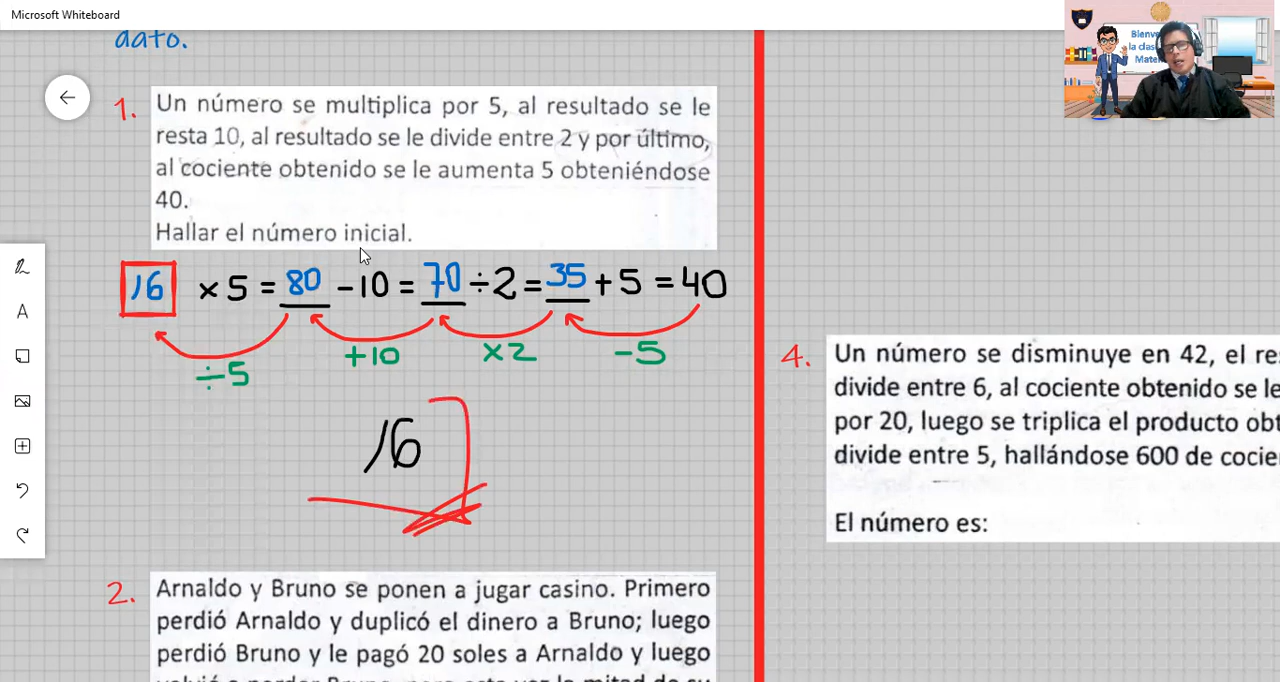 Microsoft Whiteboard
dato.
1.
Un número se multiplica por 5, al resultado se le
resta 10, al resultado se le divide entre 2 y por último,
al cociente obtenido se le aumenta 5 obteniéndose
40.
Hallar el número inicial.
16 × 5 = 80 - 10 = 70 ÷ 2 = 35 + 5 = 40
÷5 +10 ×2 -5
16
2.
Arnaldo y Bruno se ponen a jugar casino. Primero
perdió Arnaldo y duplicó el dinero a Bruno; luego
perdió Bruno y le pagó 20 soles a Arnaldo y luego
4.
Un número se disminuye en 42, el re
divide entre 6, al cociente obtenido se le
por 20, luego se triplica el producto obt
divide entre 5, hallándose 600 de cocie
El número es:
Bienve
la clas
Matem
A